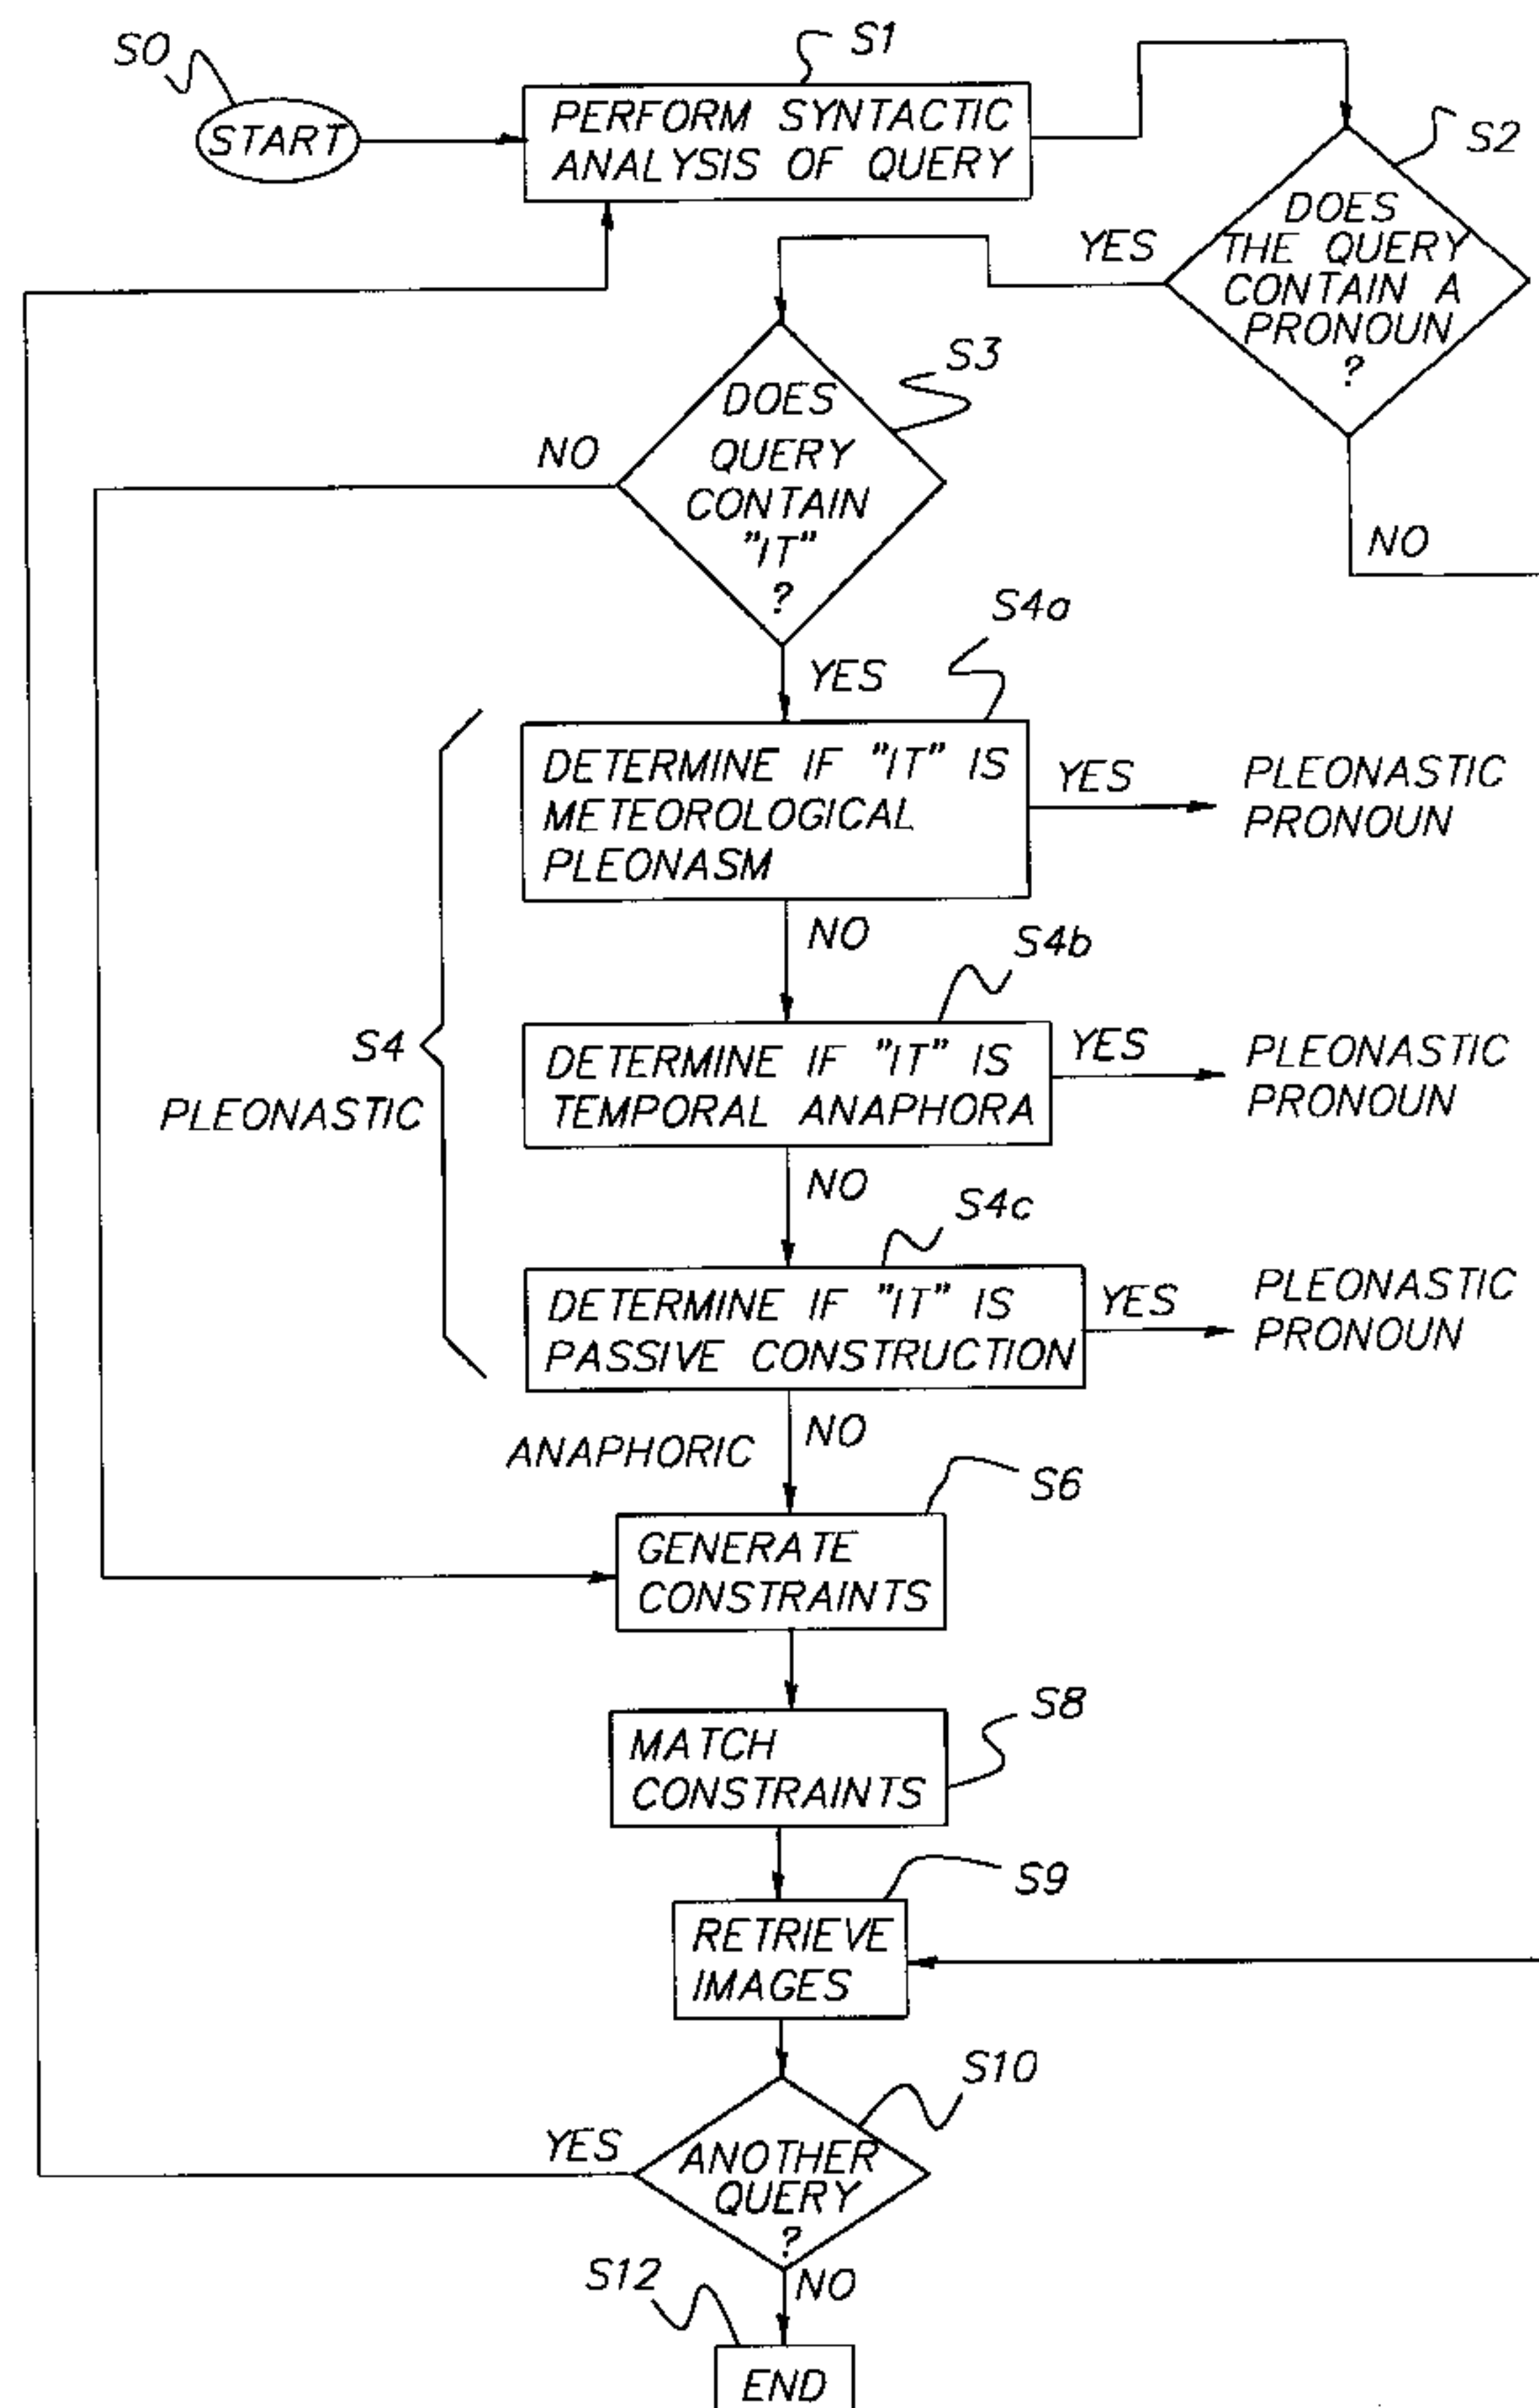 S0
START
S1
PERFORM SYNTACTIC
ANALYSIS OF QUERY
S2
DOES
THE QUERY
CONTAIN A
PRONOUN
?
YES
NO
S3
DOES
QUERY
CONTAIN
"IT"
?
NO
YES
S4a
DETERMINE IF "IT" IS
METEOROLOGICAL
PLEONASM
YES
PLEONASTIC
PRONOUN
NO
S4b
S4
PLEONASTIC
DETERMINE IF "IT" IS
TEMPORAL ANAPHORA
YES
PLEONASTIC
PRONOUN
NO
S4c
DETERMINE IF "IT" IS
PASSIVE CONSTRUCTION
YES
PLEONASTIC
PRONOUN
ANAPHORIC
NO
S6
GENERATE
CONSTRAINTS
S8
MATCH
CONSTRAINTS
S9
RETRIEVE
IMAGES
S10
ANOTHER
QUERY
?
YES
NO
S12
END